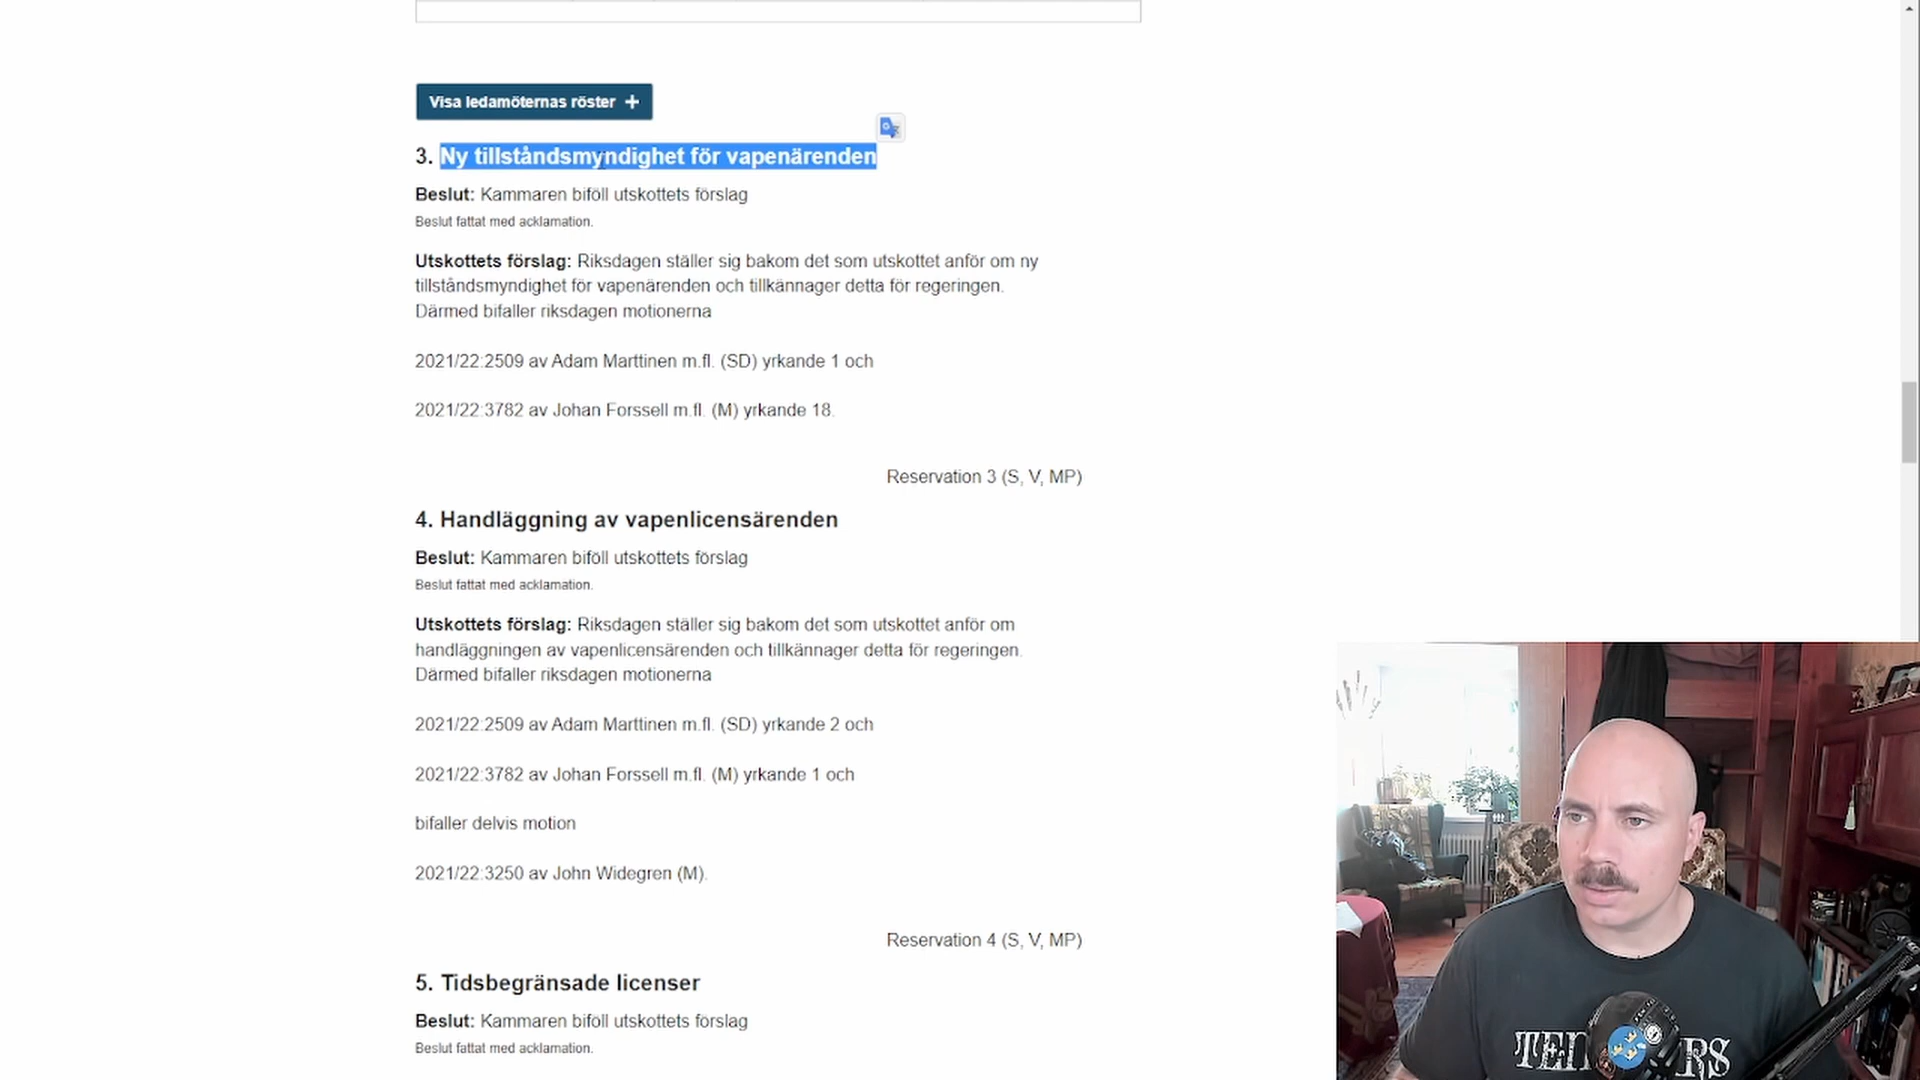 Visa ledamöternas röster +
3. Ny tillståndsmyndighet för vapenärenden
Beslut: Kammaren biföll utskottets förslag
Beslut fattat med acklamation.
Utskottets förslag: Riksdagen ställer sig bakom det som utskottet anför om ny
tillståndsmyndighet för vapenärenden och tillkännager detta för regeringen.
Därmed bifaller riksdagen motionerna
2021/22:2509 av Adam Marttinen m.fl. (SD) yrkande 1 och
2021/22:3782 av Johan Forssell m.fl. (M) yrkande 18.
Reservation 3 (S, V, MP)
4. Handläggning av vapenlicensärenden
Beslut: Kammaren biföll utskottets förslag
Beslut fattat med acklamation.
Utskottets förslag: Riksdagen ställer sig bakom det som utskottet anför om
handläggningen av vapenlicensärenden och tillkännager detta för regeringen.
Därmed bifaller riksdagen motionerna
2021/22:2509 av Adam Marttinen m.fl. (SD) yrkande 2 och
2021/22:3782 av Johan Forssell m.fl. (M) yrkande 1 och
bifaller delvis motion
2021/22:3250 av John Widegren (M).
Reservation 4 (S, V, MP)
5. Tidsbegränsade licenser
Beslut: Kammaren biföll utskottets förslag
Beslut fattat med acklamation.